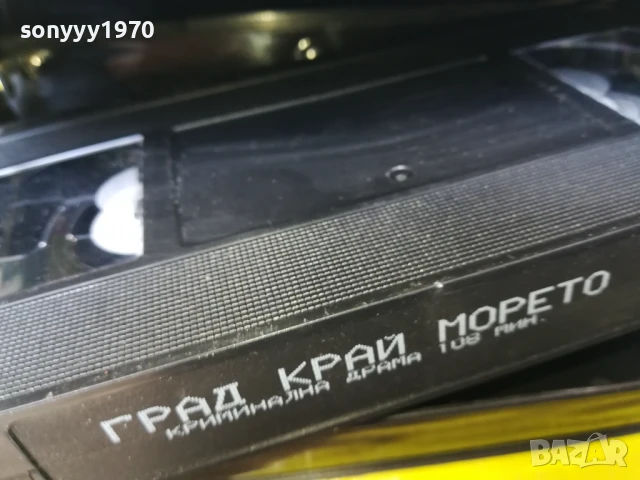 sonyyy1970
ГРАД КРАЙ МОРЕТО
КРИМИНАЛНА ДРАМА 108 МИН.
BAZAR